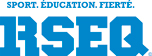 SPORT. ÉDUCATION. FIERTÉ.
RSEQ